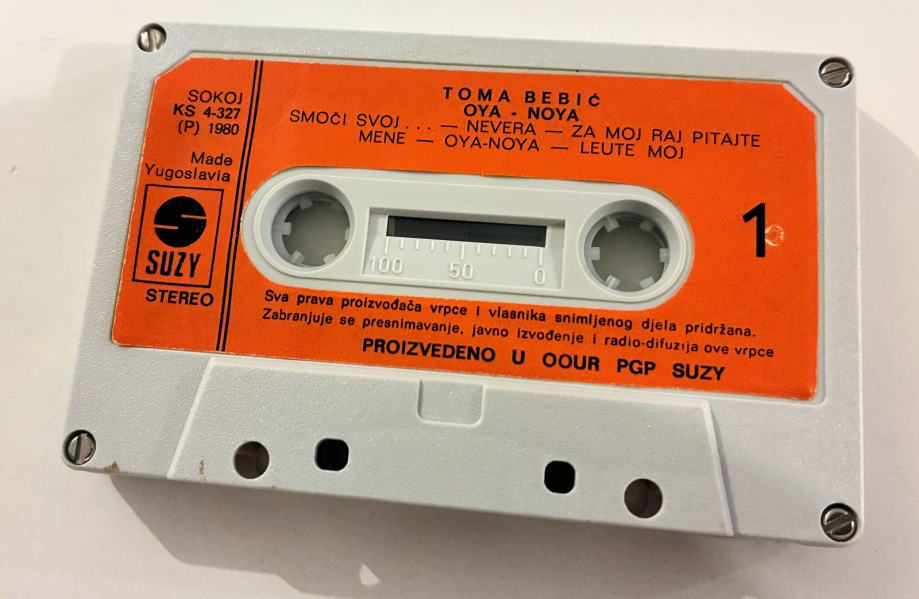 SOKOJ
KS 4-327
(P) 1980
Made
Yugoslavia
SUZY
STEREO
TOMA BEBIĆ
OYA - NOYA
SMOČI SVOJ . . . — NEVERA — ZA MOJ RAJ PITAJTE
MENE — OYA-NOYA — LEUTE MOJ
1
100 50 0
Sva prava proizvođača vrpce i vlasnika snimljenog djela pridržana.
Zabranjuje se presnimavanje, javno izvođenje i radio-difuzija ove vrpce
PROIZVEDENO U OOUR PGP SUZY